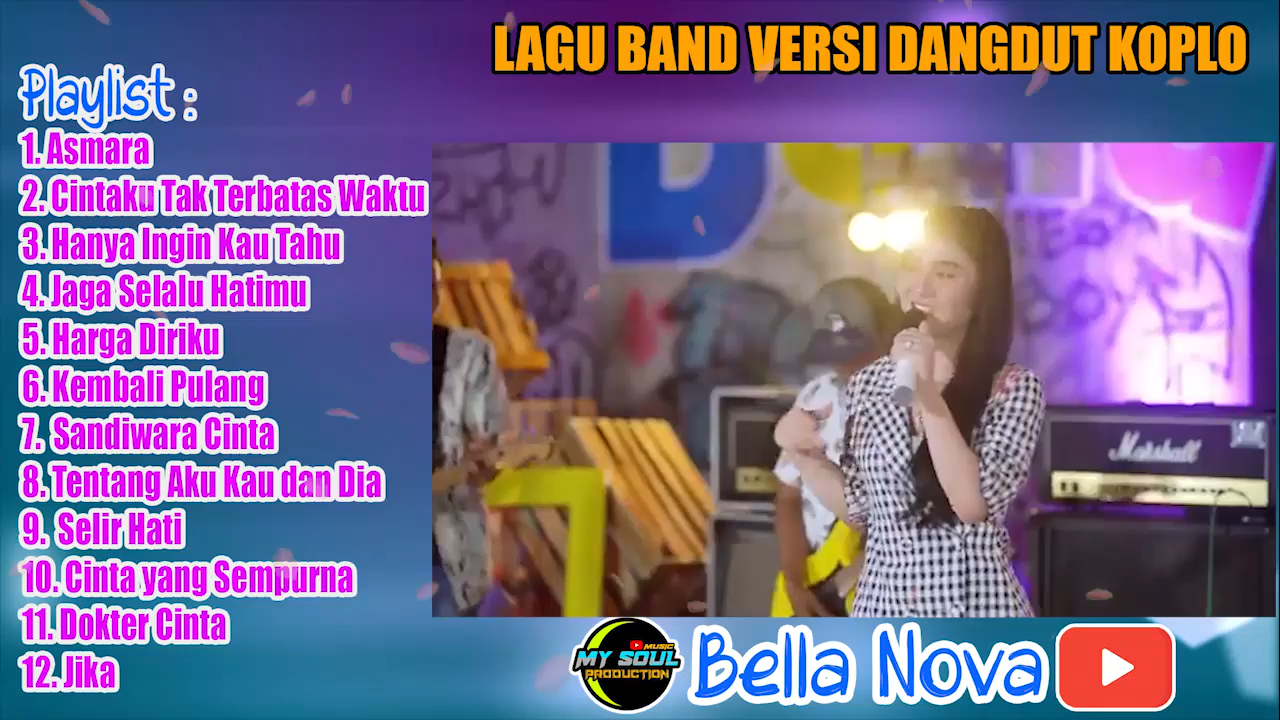 LAGU BAND VERSI DANGDUT KOPLO
Playlist :
1. Asmara
2. Cintaku Tak Terbatas Waktu
3. Hanya Ingin Kau Tahu
4. Jaga Selalu Hatimu
5. Harga Diriku
6. Kembali Pulang
7. Sandiwara Cinta
8. Tentang Aku Kau dan Dia
9. Selir Hati
10. Cinta yang Sempurna
11. Dokter Cinta
12. Jika
Marshall
MUSIC
MY SOUL
PRODUCTION
Bella Nova